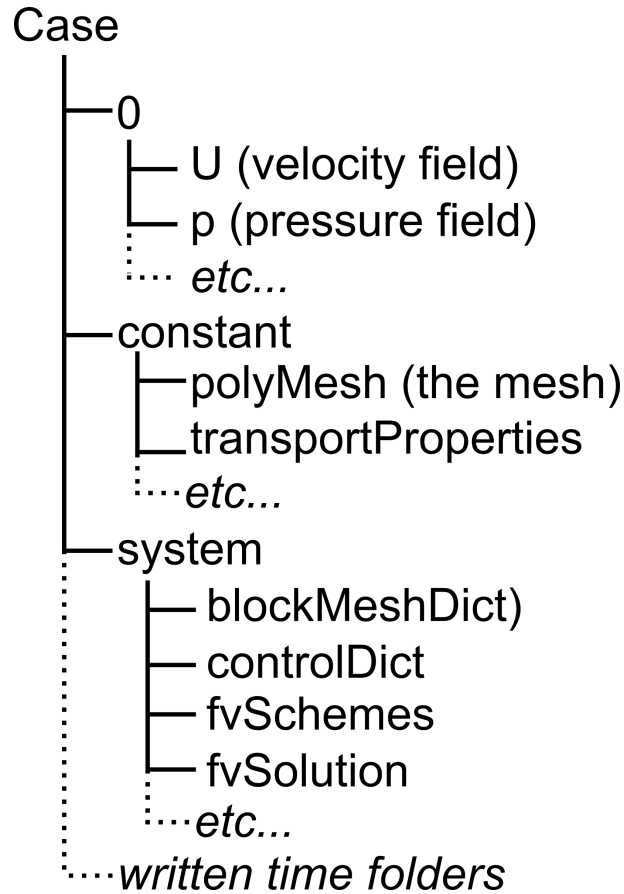 Case
0
U (velocity field)
p (pressure field)
etc...
constant
polyMesh (the mesh)
transportProperties
etc...
system
blockMeshDict)
controlDict
fvSchemes
fvSolution
etc...
written time folders